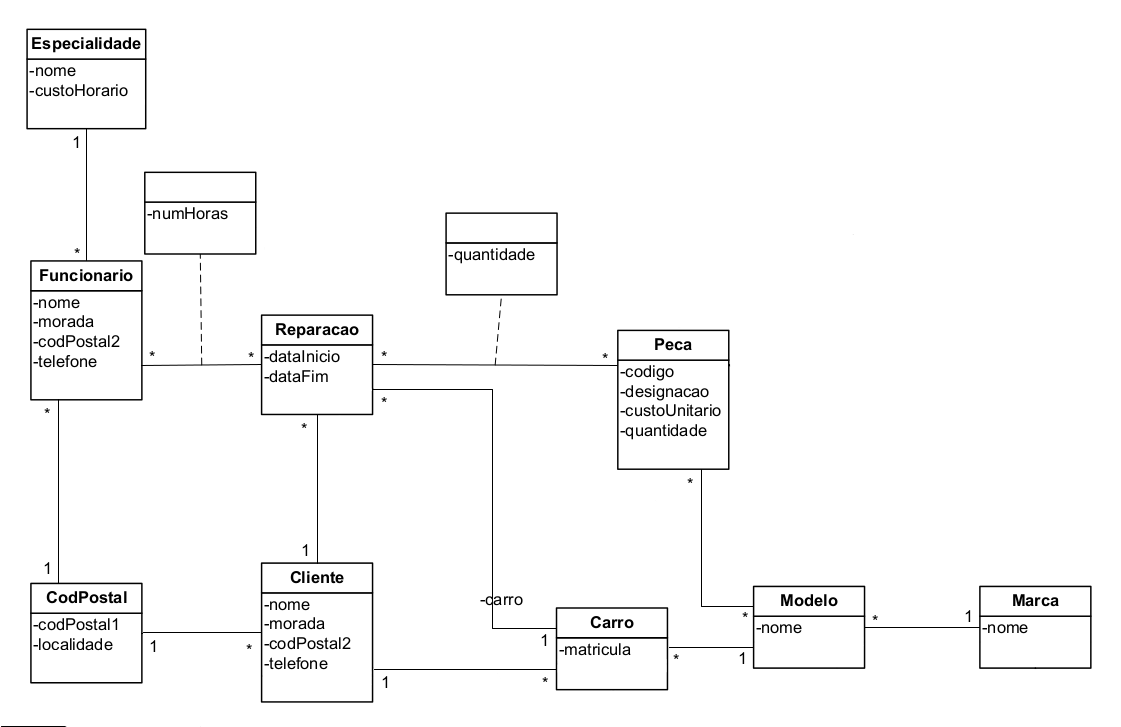 Especialidade
-nome
-custoHorario
1
*
-numHoras
-quantidade
Funcionario
-nome
-morada
-codPostal2
-telefone
*
*
*
Reparacao
-dataInicio
-dataFim
*
*
*
*
Peca
-codigo
-designacao
-custoUnitario
-quantidade
*
1
1
-carro
CodPostal
-codPostal1
-localidade
1
*
Cliente
-nome
-morada
-codPostal2
-telefone
1
*
1
Carro
-matricula
*
1
*
Modelo
-nome
*
1
Marca
-nome